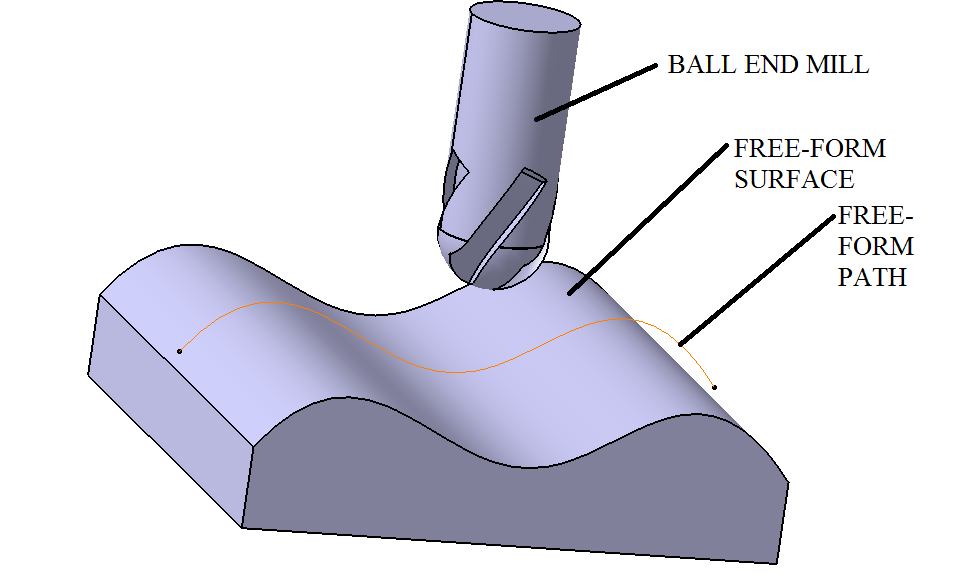 BALL END MILL
FREE-FORM
SURFACE
FREE-
FORM
PATH